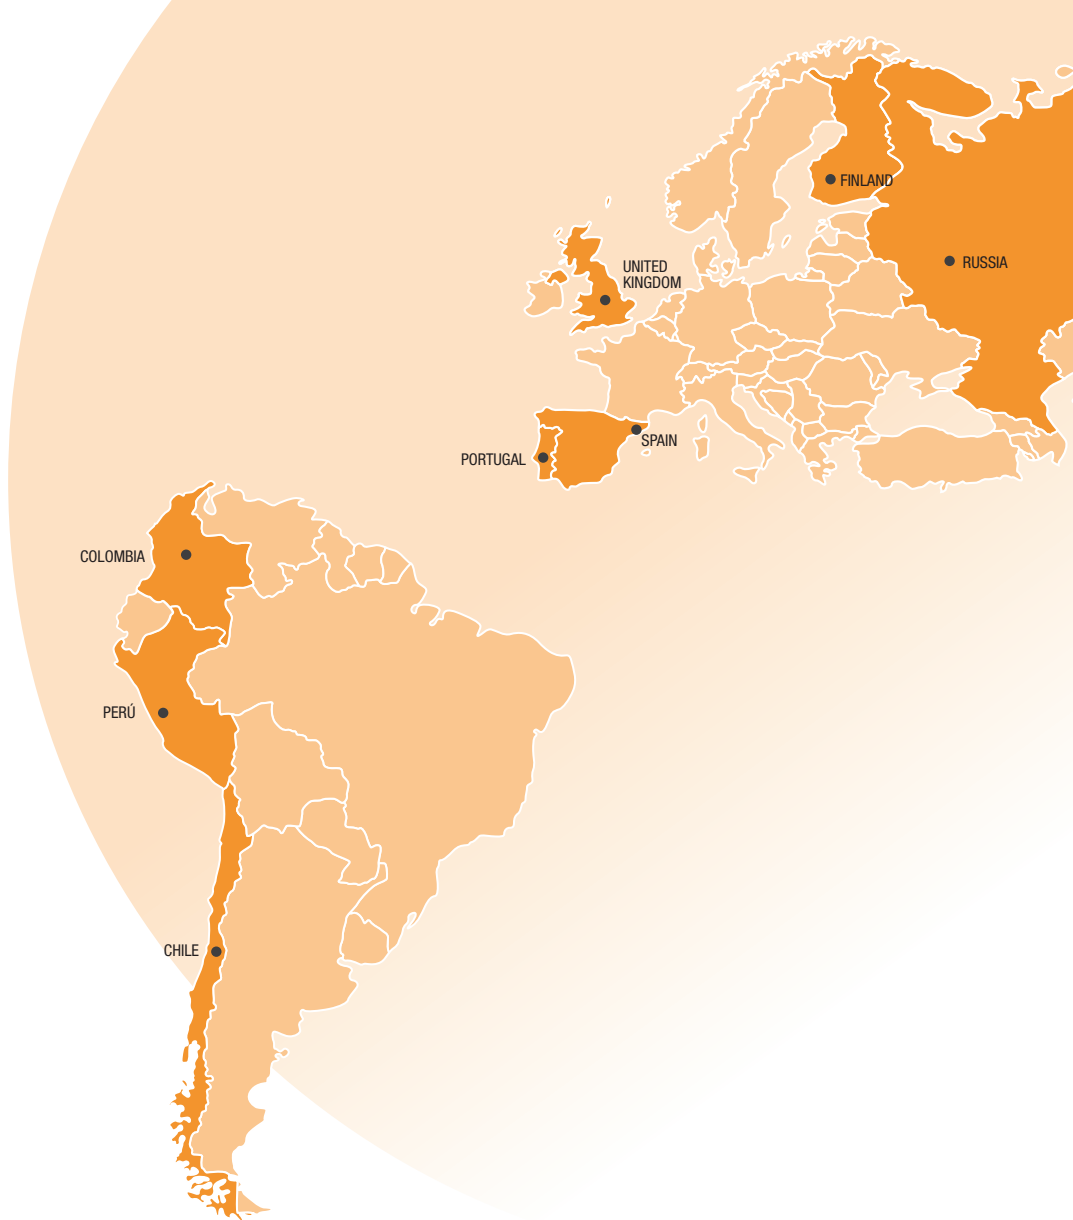 FINLAND
RUSSIA
UNITED
KINGDOM
SPAIN
PORTUGAL
COLOMBIA
PERÚ
CHILE